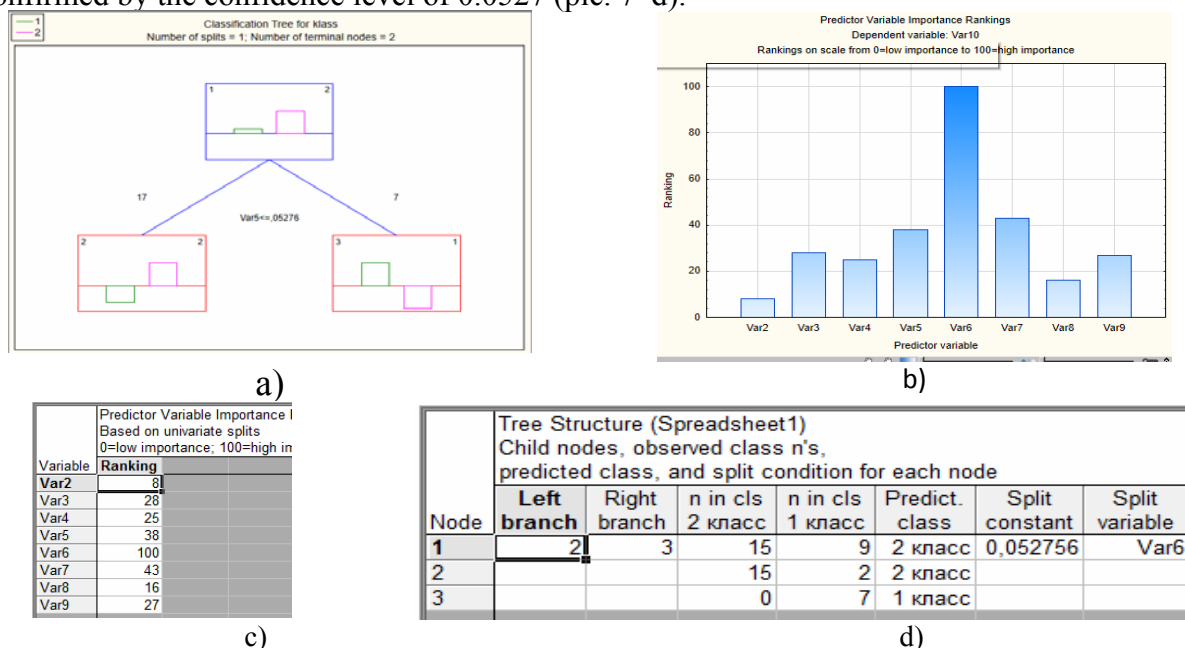 confirmed by the confidence level of 0.0527 (pic. 7 d).
1
2
Classification Tree for klass
Number of splits = 1; Number of terminal nodes = 2
1 2
17 7
Var5<=,05276
2 2
3 1
a)
Predictor Variable Importance Rankings
Dependent variable: Var10
Rankings on scale from 0=low importance to 100=high importance
Ranking
100
80
60
40
20
0
Var2 Var3 Var4 Var5 Var6 Var7 Var8 Var9
Predictor variable
b)
Predictor Variable Importance
Based on univariate splits
0=low importance; 100=high im
Variable Ranking
Var2 8
Var3 28
Var4 25
Var5 38
Var6 100
Var7 43
Var8 16
Var9 27
c)
Tree Structure (Spreadsheet1)
Child nodes, observed class n's,
predicted class, and split condition for each node
Left Right n in cls n in cls Predict. Split Split
Node branch branch 2 класс 1 класс class constant variable
1 2 3 15 9 2 класс 0,052756 Var6
2 15 2 2 класс
3 0 7 1 класс
d)